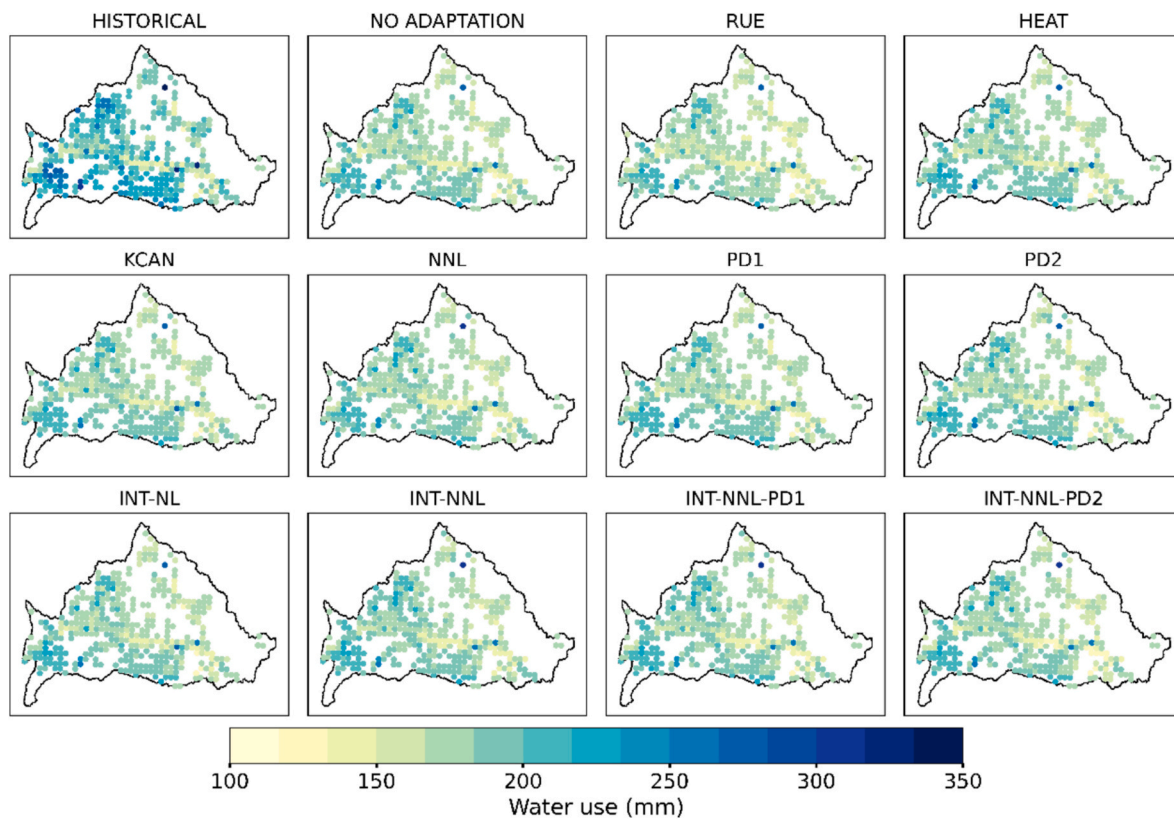 HISTORICAL NO ADAPTATION RUE HEAT
KCAN NNL PD1 PD2
INT-NL INT-NNL INT-NNL-PD1 INT-NNL-PD2
100 150 200 250 300 350
Water use (mm)